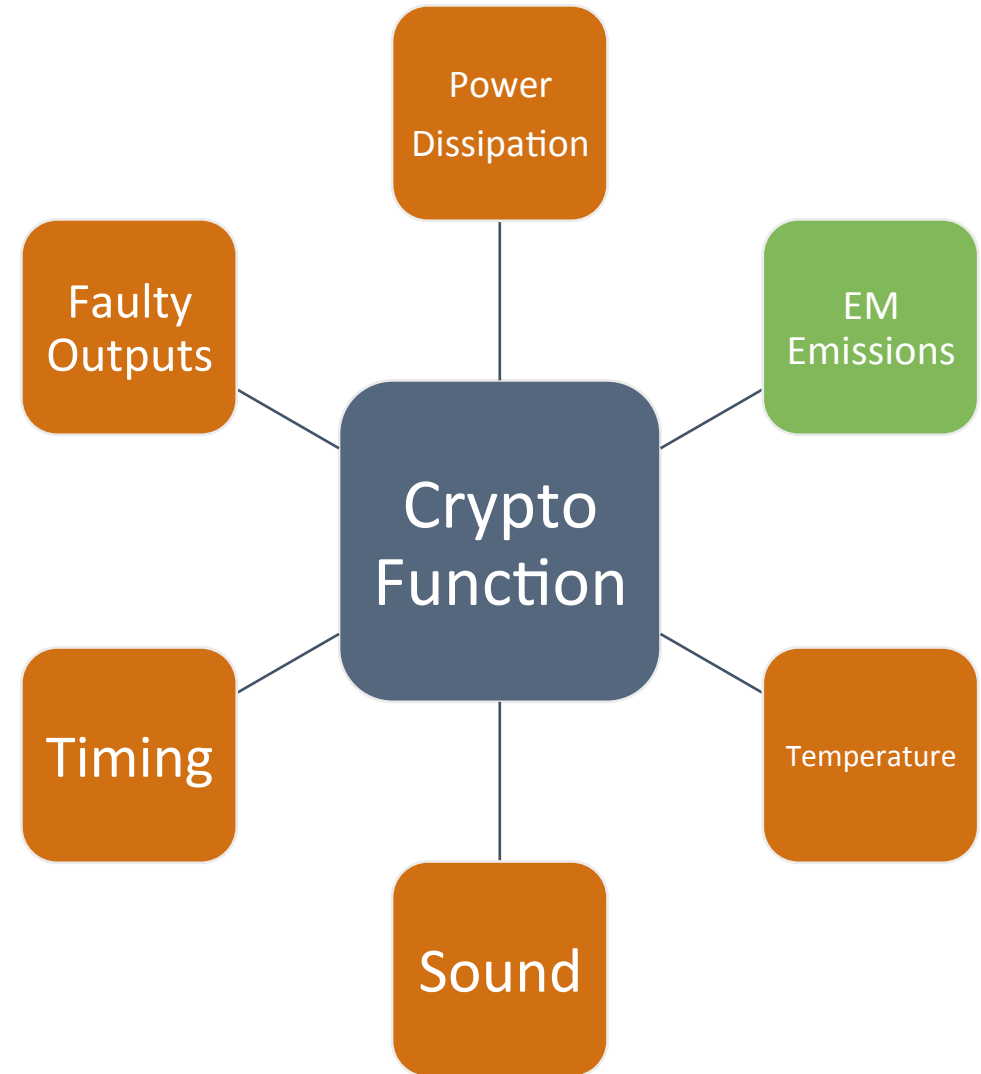 Power
Dissipation
Faulty
Outputs
EM
Emissions
Crypto
Function
Timing
Temperature
Sound